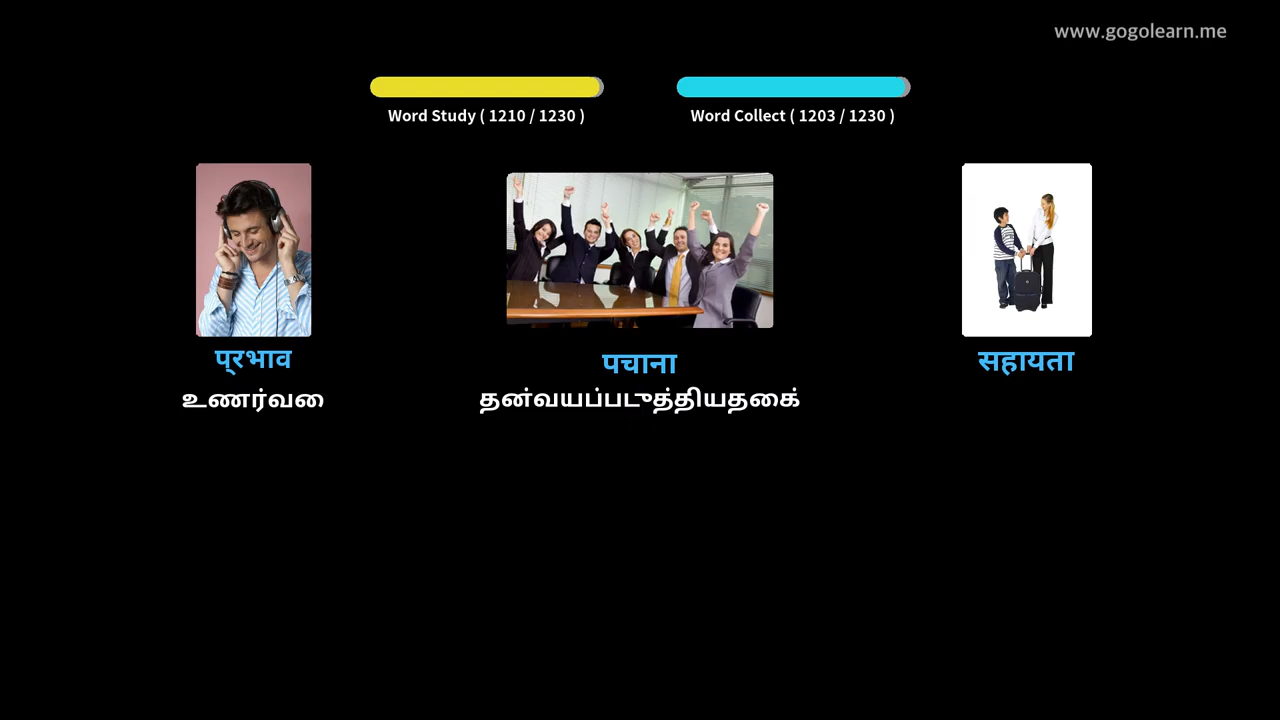 www.gogolearn.me
Word Study ( 1210 / 1230 )
Word Collect ( 1203 / 1230 )
प्रभाव
पचाना
सहायता
உணர்வை
தன்வயப்படுத்தியதகை்